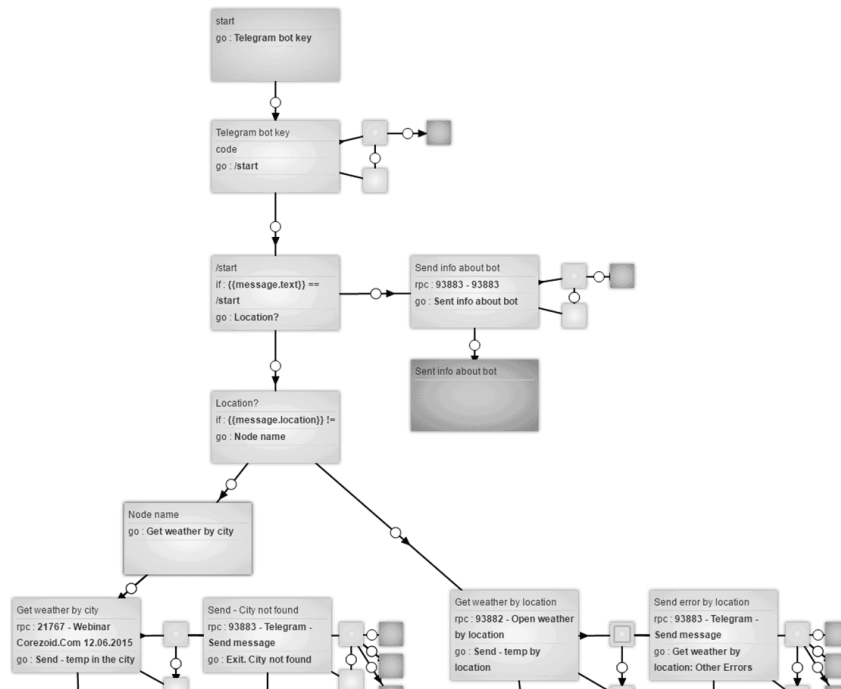 start
go : Telegram bot key
Telegram bot key
code
go : /start
/start
if : {{message.text}} ==
/start
go : Location?
Send info about bot
rpc : 93883 - 93883
go : Sent info about bot
Sent info about bot
Location?
if : {{message.location}} !=
go : Node name
Node name
go : Get weather by city
Get weather by city
rpc : 21767 - Webinar
Corezoid.Com 12.06.2015
go : Send - temp in the city
Send - City not found
rpc : 93883 - Telegram -
Send message
go : Exit. City not found
Get weather by location
rpc : 93882 - Open weather
by location
go : Send - temp by
location
Send error by location
rpc : 93883 - Telegram -
Send message
go : Get weather by
location: Other Errors